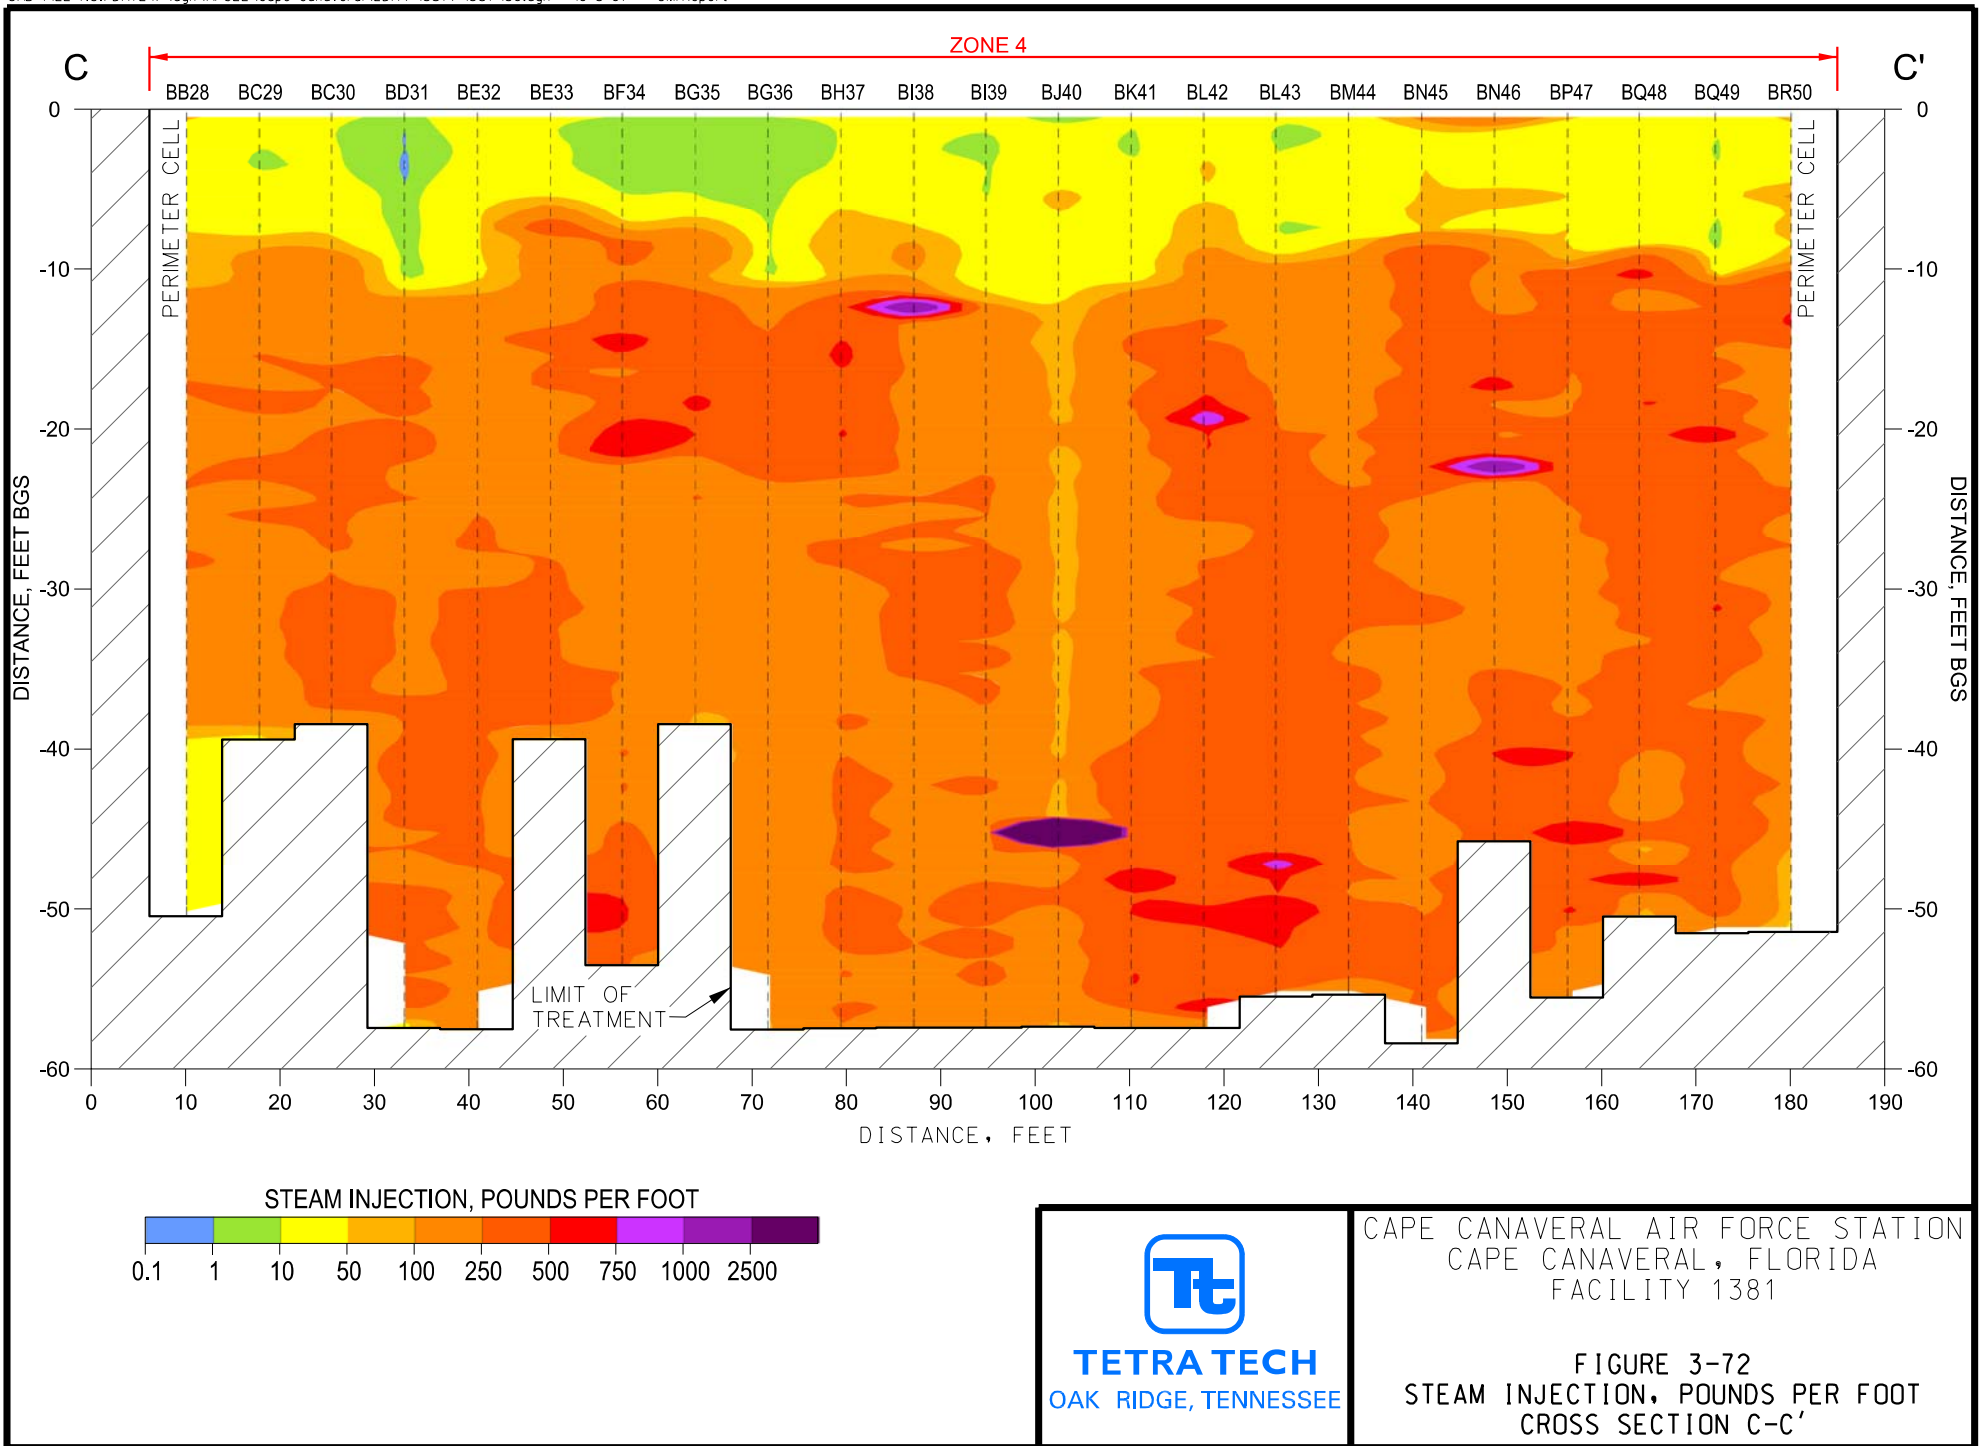 ZONE 4
C
C'
BB28 BC29 BC30 BD31 BE32 BE33 BF34 BG35 BG36 BH37 BI38 BI39 BJ40 BK41 BL42 BL43 BM44 BN45 BN46 BP47 BQ48 BQ49 BR50
0
-10
-20
-30
-40
-50
-60
DISTANCE, FEET BGS
PERIMETER CELL
PERIMETER CELL
0
-10
-20
-30
-40
-50
-60
DISTANCE, FEET BGS
LIMIT OF
TREATMENT
0 10 20 30 40 50 60 70 80 90 100 110 120 130 140 150 160 170 180 190
DISTANCE, FEET
STEAM INJECTION, POUNDS PER FOOT
0.1 1 10 50 100 250 500 750 1000 2500
Tt
TETRA TECH
OAK RIDGE, TENNESSEE
CAPE CANAVERAL AIR FORCE STATION
CAPE CANAVERAL, FLORIDA
FACILITY 1381
FIGURE 3-72
STEAM INJECTION, POUNDS PER FOOT
CROSS SECTION C-C'